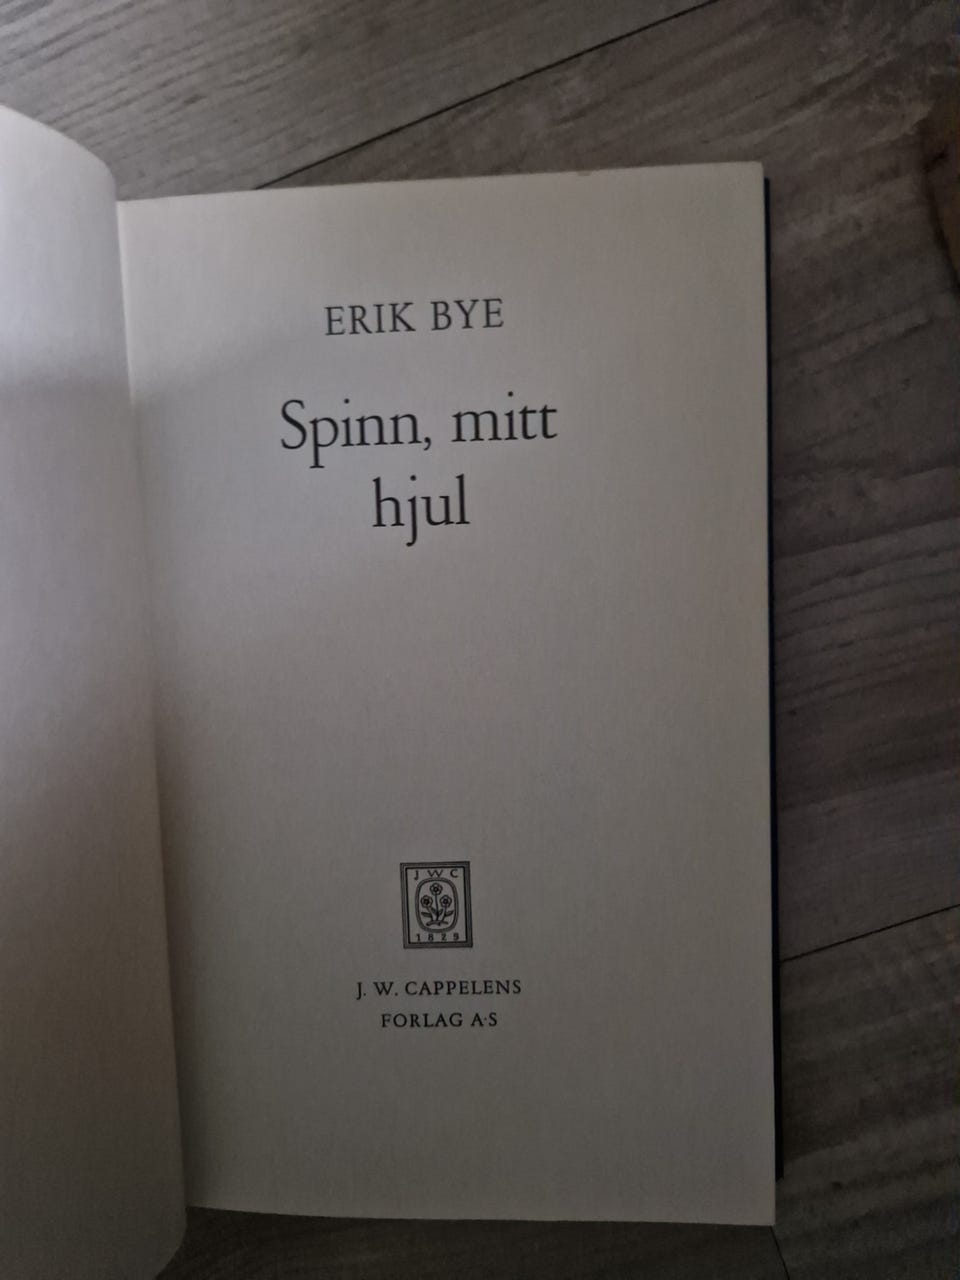 ERIK BYE
Spinn, mitt
hjul
J W C
1829
J. W. CAPPELENS
FORLAG A·S